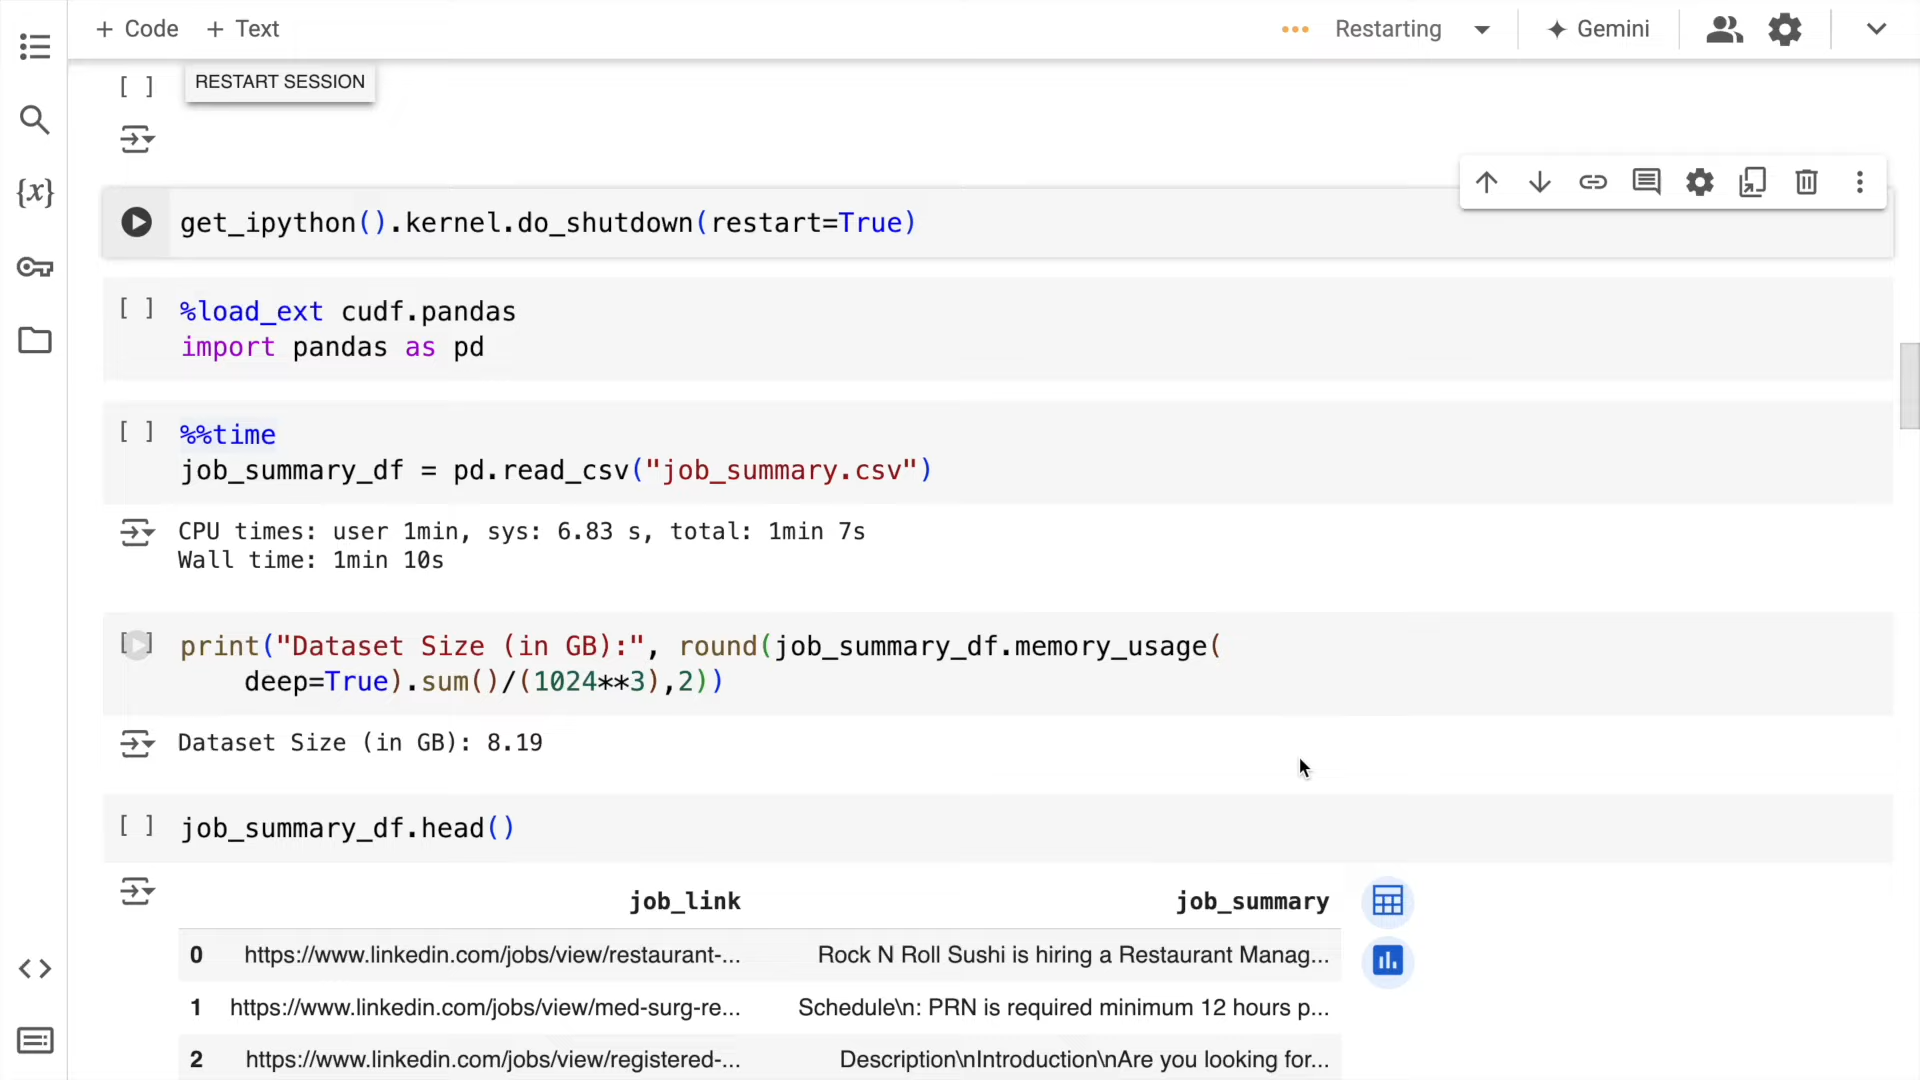 + Code + Text
Restarting
Gemini
[ ]
RESTART SESSION
{x}
get_ipython().kernel.do_shutdown(restart=True)
[ ] %load_ext cudf.pandas
import pandas as pd
[ ] %%time
job_summary_df = pd.read_csv("job_summary.csv")
CPU times: user 1min, sys: 6.83 s, total: 1min 7s
Wall time: 1min 10s
[ ] print("Dataset Size (in GB):", round(job_summary_df.memory_usage(
deep=True).sum()/(1024**3),2))
Dataset Size (in GB): 8.19
[ ] job_summary_df.head()
job_link job_summary
0 https://www.linkedin.com/jobs/view/restaurant-... Rock N Roll Sushi is hiring a Restaurant Manag...
1 https://www.linkedin.com/jobs/view/med-surg-re... Schedule\n: PRN is required minimum 12 hours p...
2 https://www.linkedin.com/jobs/view/registered-... Description\nIntroduction\nAre you looking for...